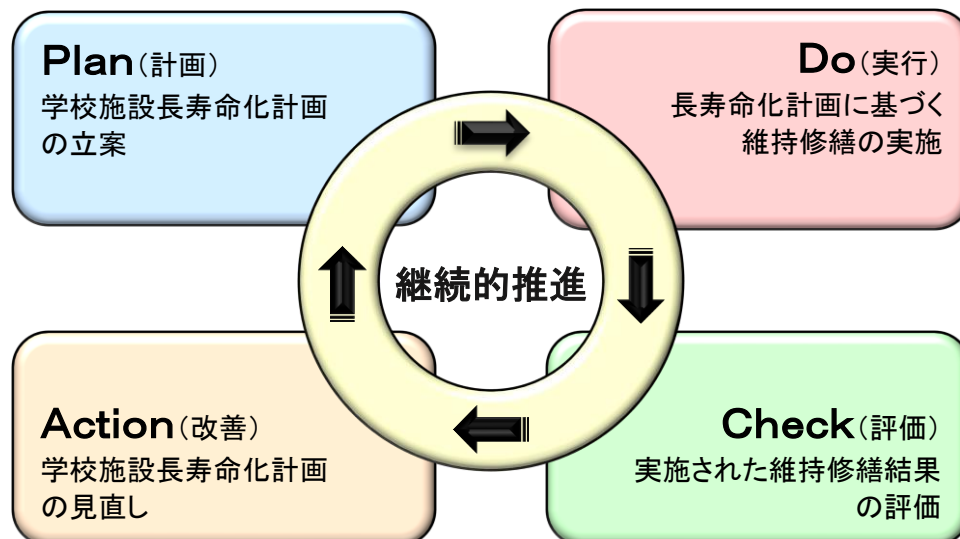 Plan(計画)
学校施設長寿命化計画
の立案
Do(実行)
長寿命化計画に基づく
維持修繕の実施
継続的推進
Action(改善)
学校施設長寿命化計画
の見直し
Check(評価)
実施された維持修繕結果
の評価